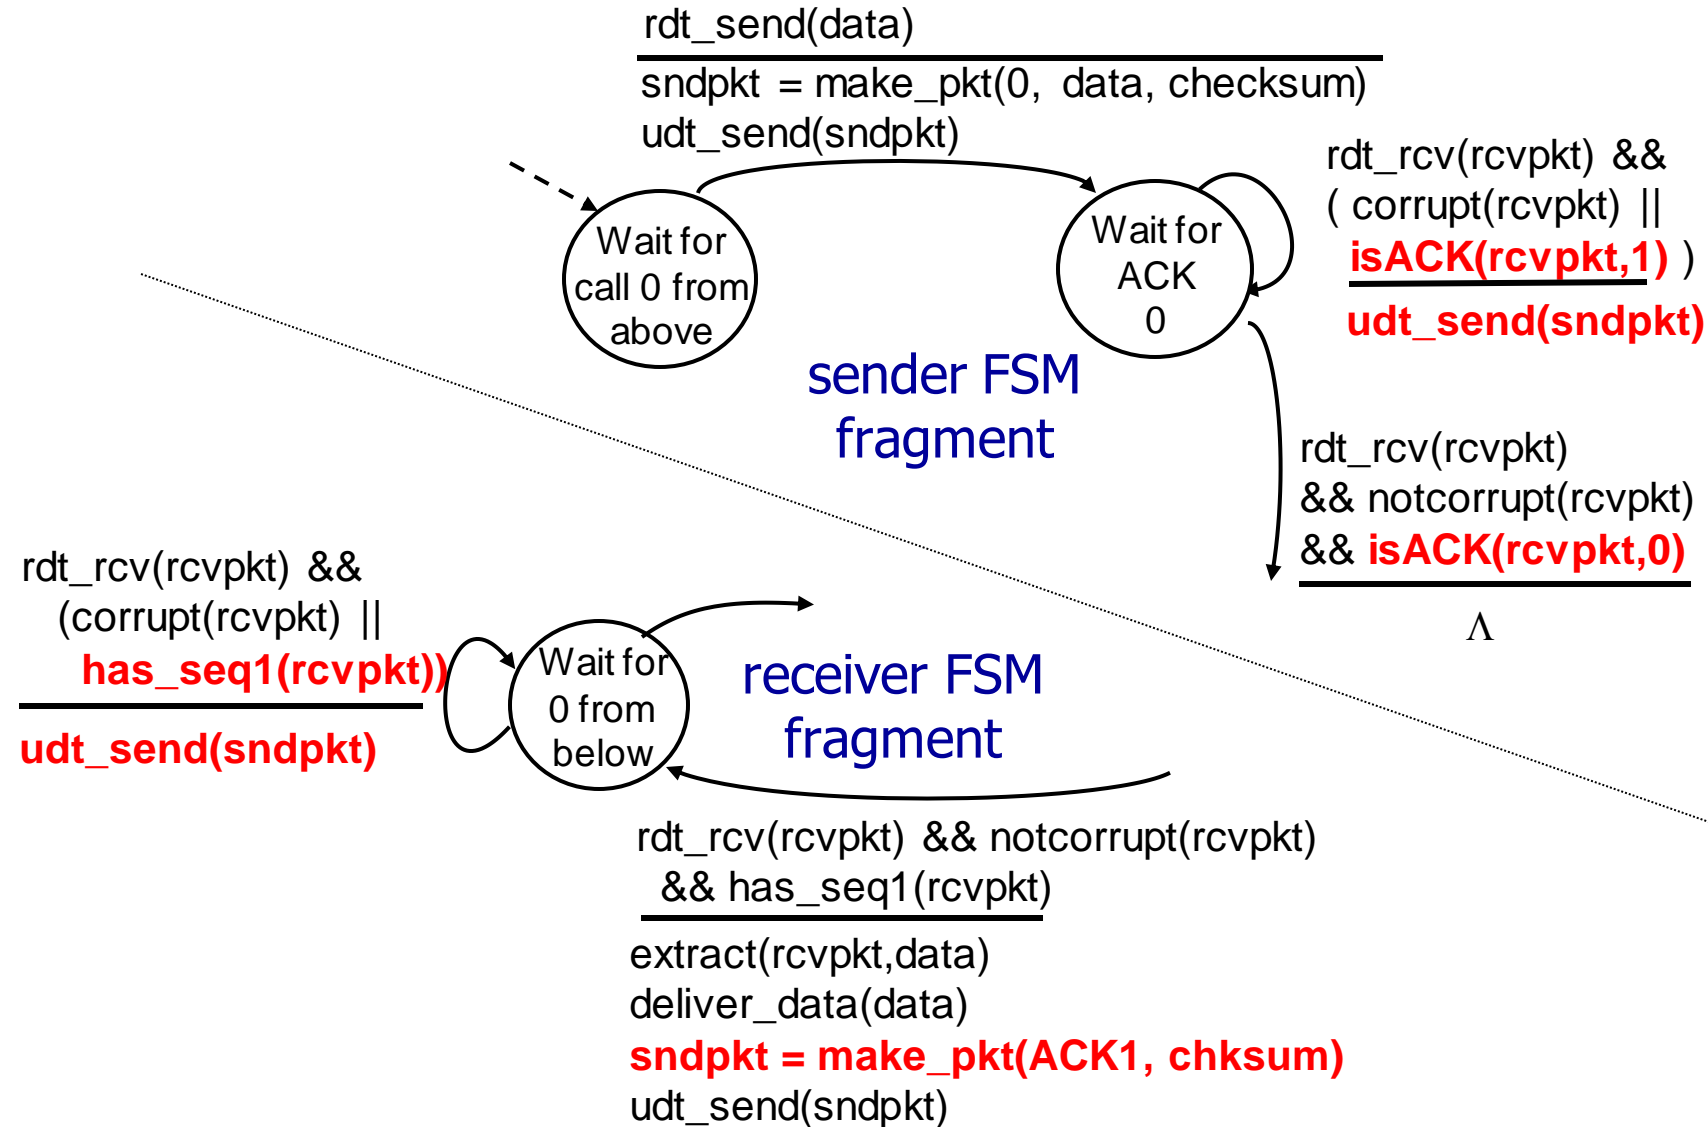 rdt_send(data)
sndpkt = make_pkt(0, data, checksum)
udt_send(sndpkt)
rdt_rcv(rcvpkt) &&
( corrupt(rcvpkt) ||
isACK(rcvpkt,1) )
udt_send(sndpkt)
Wait for
call 0 from
above
Wait for
ACK
0
sender FSM
fragment
rdt_rcv(rcvpkt)
&& notcorrupt(rcvpkt)
&& isACK(rcvpkt,0)
Λ
rdt_rcv(rcvpkt) &&
(corrupt(rcvpkt) ||
has_seq1(rcvpkt))
udt_send(sndpkt)
Wait for
0 from
below
receiver FSM
fragment
rdt_rcv(rcvpkt) && notcorrupt(rcvpkt)
&& has_seq1(rcvpkt)
extract(rcvpkt,data)
deliver_data(data)
sndpkt = make_pkt(ACK1, chksum)
udt_send(sndpkt)